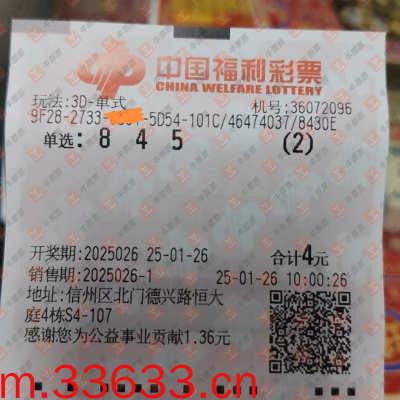 中国福利彩票
CHINA WELFARE LOTTERY
玩法:3D-单式 机号:36072096
9F28-2733- -5D54-101C/46474037/8430E
单选: 8 4 5 (2)
开奖期:2025026 25-01-26 合计4元
销售期:2025026-1 25-01-26 10:00:26
地址:信州区北门德兴路恒大
庭4栋S4-107
感谢您为公益事业贡献1.36元
m.33633.cn